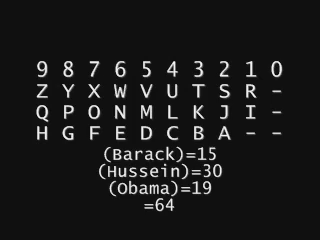 9 8 7 6 5 4 3 2 1 0
Z Y X W V U T S R -
Q P O N M L K J I -
H G F E D C B A - -
(Barack)=15
(Hussein)=30
(Obama)=19
=64